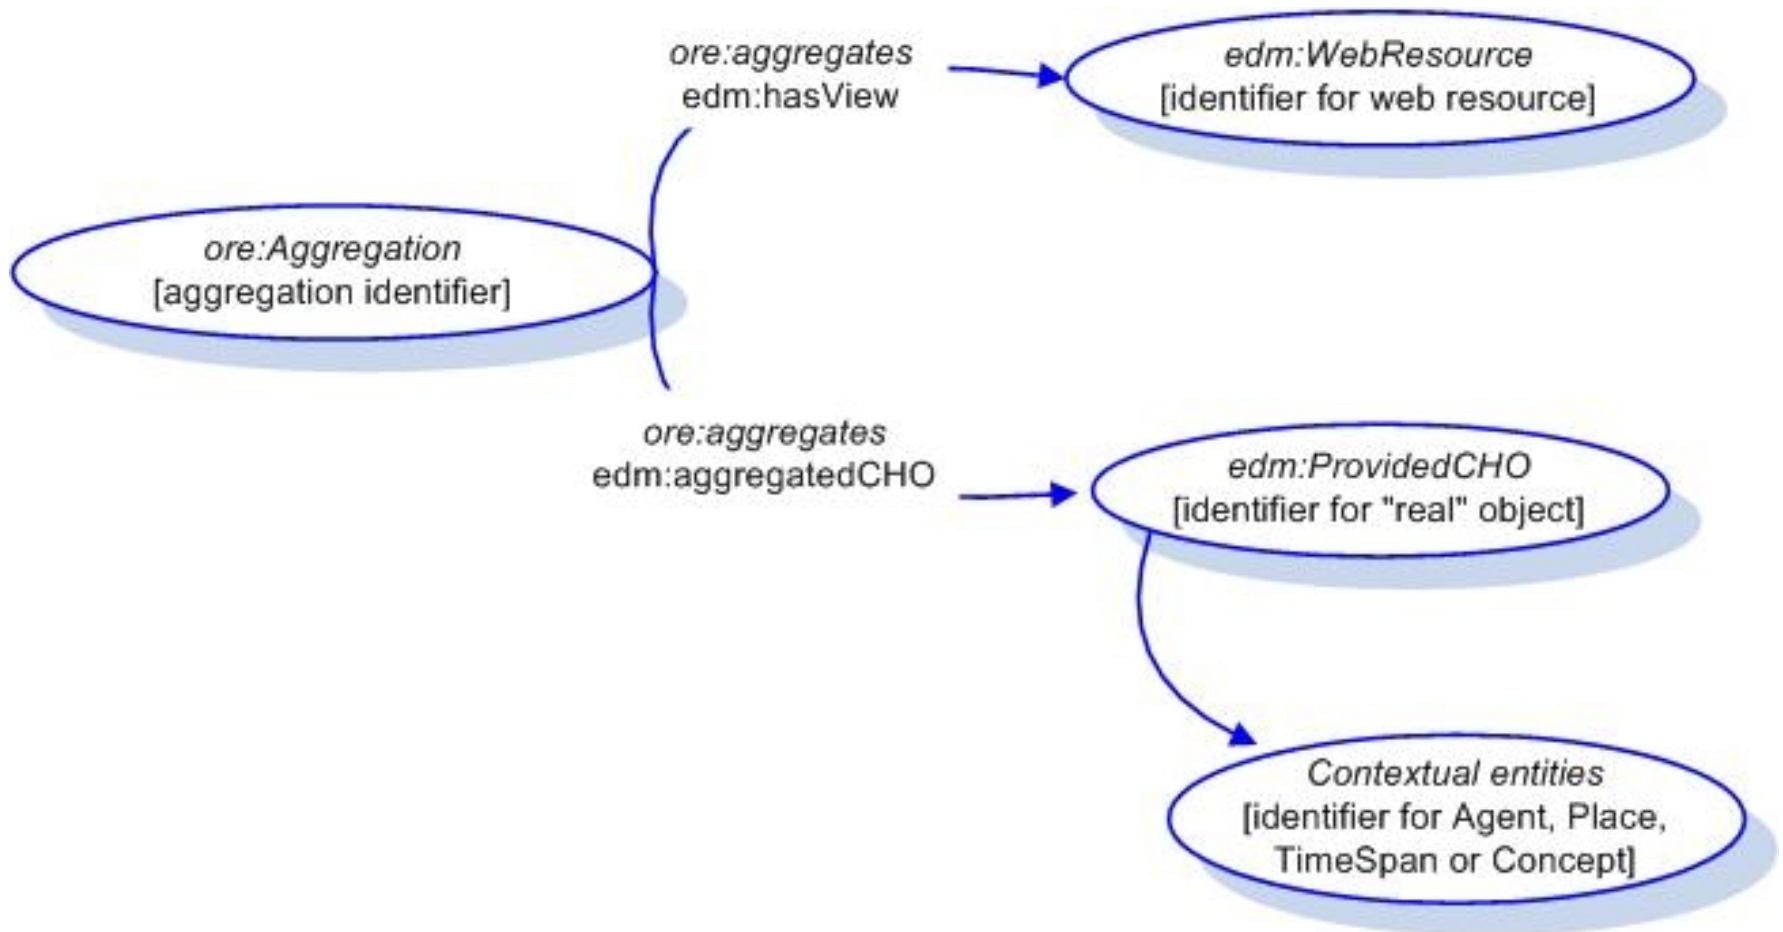 ore:aggregates
edm:hasView
edm:WebResource
[identifier for web resource]
ore:Aggregation
[aggregation identifier]
ore:aggregates
edm:aggregatedCHO
edm:ProvidedCHO
[identifier for "real" object]
Contextual entities
[identifier for Agent, Place,
TimeSpan or Concept]